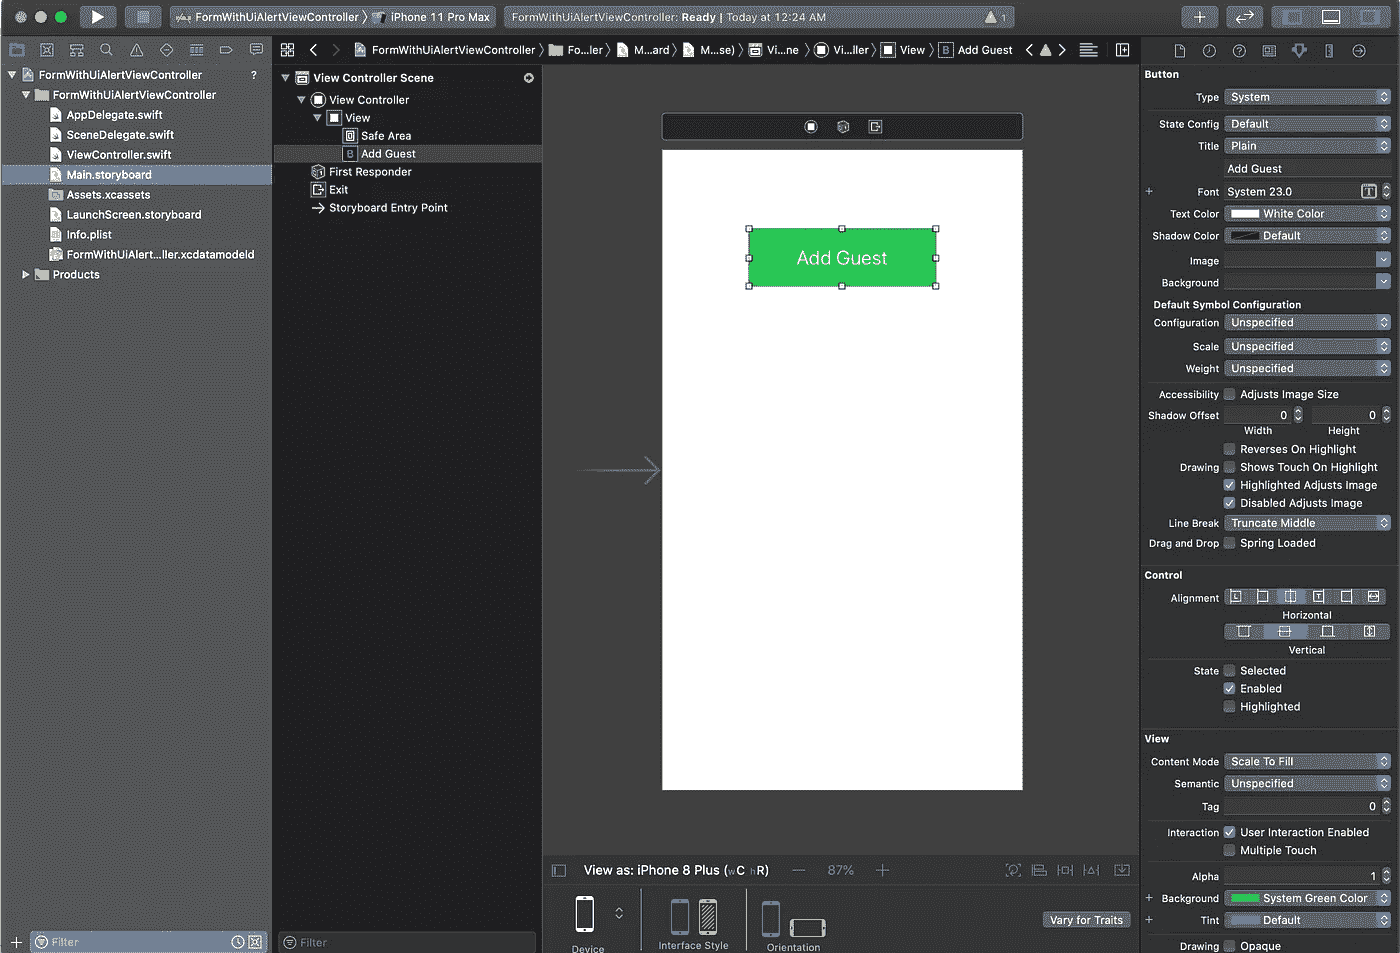 FormWithUiAlertViewController 〉 iPhone 11 Pro Max
FormWithUiAlertViewController: Ready | Today at 12:24 AM
1
FormWithUiAlertViewController 〉 Fo...ler 〉 M...ard 〉 M...se) 〉 Vi...ne 〉 Vi...ller 〉 View 〉 B Add Guest
FormWithUiAlertViewController ?
FormWithUiAlertViewController
AppDelegate.swift
SceneDelegate.swift
ViewController.swift
Main.storyboard
Assets.xcassets
LaunchScreen.storyboard
Info.plist
FormWithUiAlert...ller.xcdatamodeld
Products
Filter
View Controller Scene
View Controller
View
Safe Area
B Add Guest
First Responder
Exit
Storyboard Entry Point
Filter
Add Guest
View as: iPhone 8 Plus (wC hR)
87%
Device
Interface Style
Orientation
Vary for Traits
Button
Type System
State Config Default
Title Plain
Add Guest
Font System 23.0
Text Color White Color
Shadow Color Default
Image
Background
Default Symbol Configuration
Configuration Unspecified
Scale Unspecified
Weight Unspecified
Accessibility Adjusts Image Size
Shadow Offset 0 0
Width Height
Reverses On Highlight
Drawing Shows Touch On Highlight
Highlighted Adjusts Image
Disabled Adjusts Image
Line Break Truncate Middle
Drag and Drop Spring Loaded
Control
Alignment
Horizontal
Vertical
State Selected
Enabled
Highlighted
View
Content Mode Scale To Fill
Semantic Unspecified
Tag 0
Interaction User Interaction Enabled
Multiple Touch
Alpha 1
Background System Green Color
Tint Default
Drawing Opaque